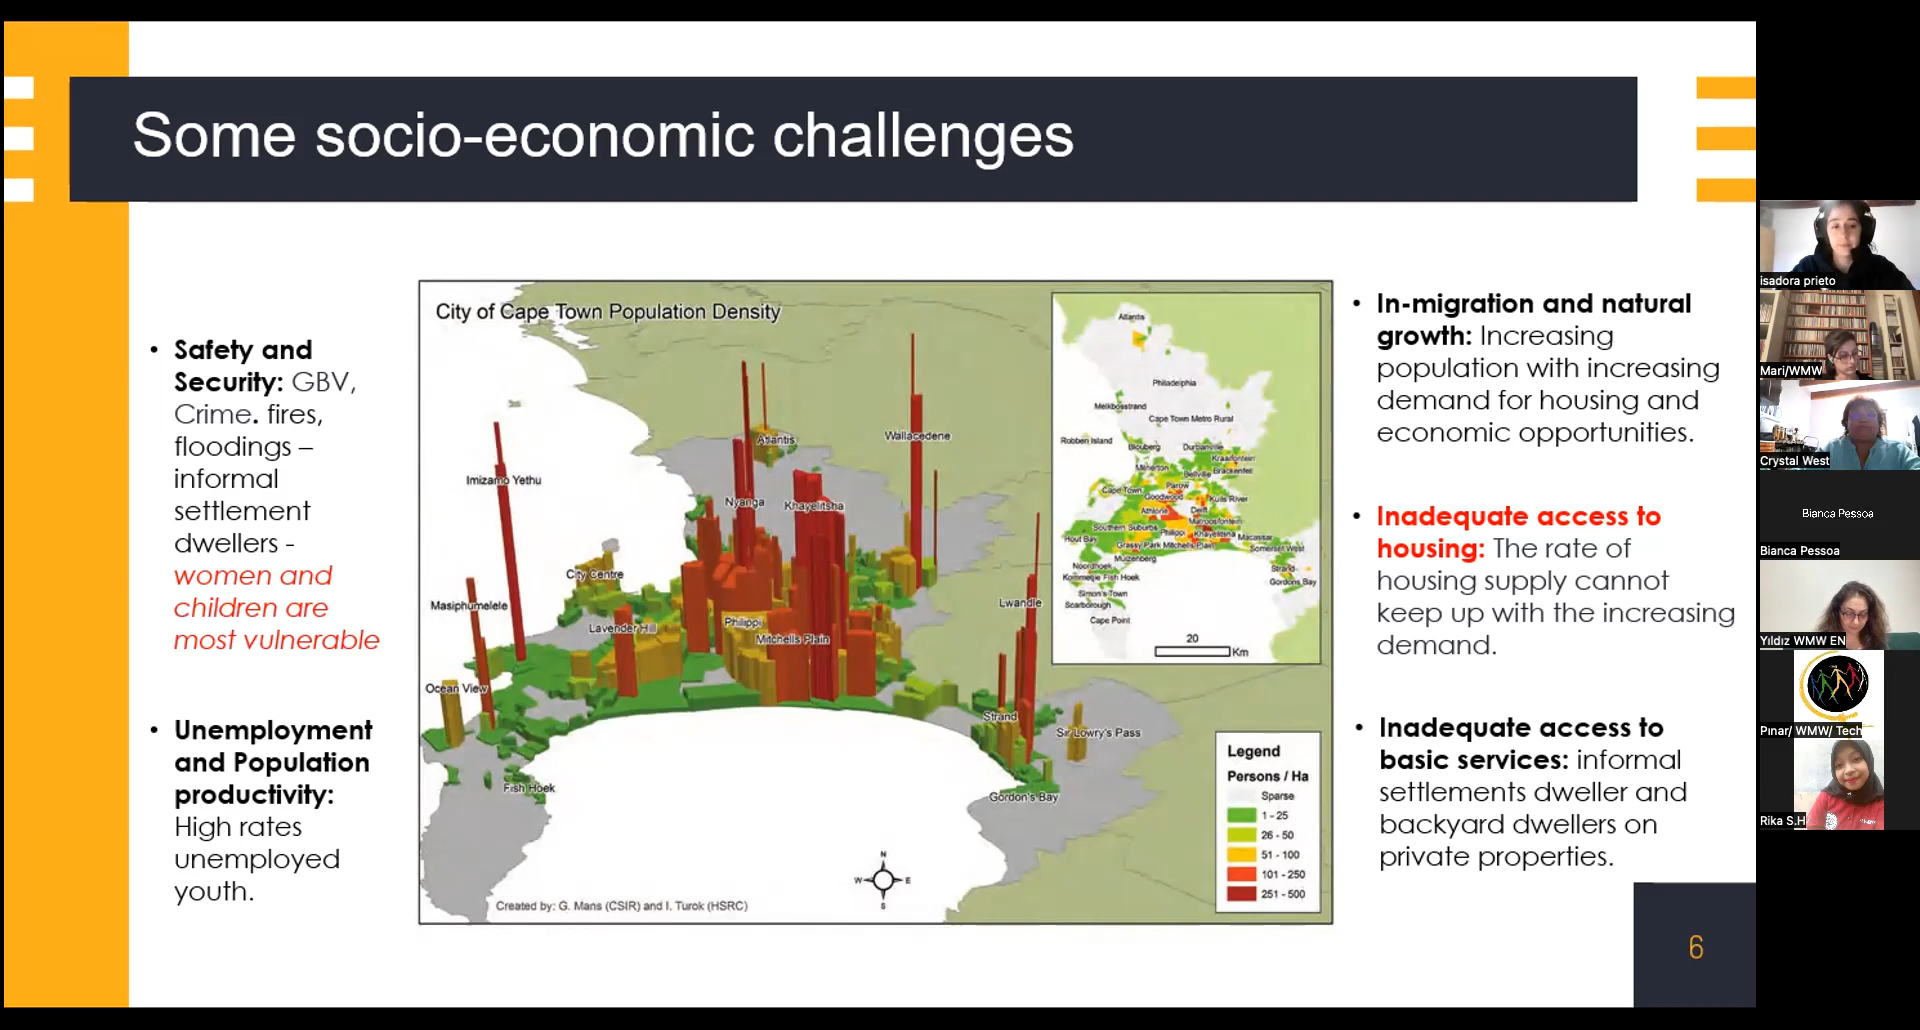 Some socio-economic challenges
• Safety and
Security: GBV,
Crime. fires,
floodings –
informal
settlement
dwellers -
women and
children are
most vulnerable
• Unemployment
and Population
productivity:
High rates
unemployed
youth.
City of Cape Town Population Density
Atlantis
Wallacedene
Imizamo Yethu
Nyanga
Khayelitsha
City Centre
Masiphumelele
Lwandle
Lavender Hill
Philippi
Mitchells Plain
Ocean View
Strand
Sir Lowry's Pass
Fish Hoek
Gordon's Bay
N
W
E
S
Created by: G. Mans (CSIR) and I. Turok (HSRC)
Atlantis
Philadelphia
Melkbosstrand
Cape Town Metro Rural
Robben Island
Blouberg
Durbanville
Kraaifontein
Milnerton
Bellville
Brackenfell
Parow
Cape Town
Goodwood
Kuils River
Athlone
Delft
Southern Suburbs
Philippi
Khayelitsha
Macassar
Hout Bay
Grassy Park
Mitchells Plain
Somerset West
Muizenberg
Noordhoek
Strand
Kommetjie
Fish Hoek
Gordons Bay
Simon's Town
Scarborough
Cape Point
20
Km
Legend
Persons / Ha
Sparse
1 - 25
26 - 50
51 - 100
101 - 250
251 - 500
• In-migration and natural
growth: Increasing
population with increasing
demand for housing and
economic opportunities.
• Inadequate access to
housing: The rate of
housing supply cannot
keep up with the increasing
demand.
• Inadequate access to
basic services: informal
settlements dweller and
backyard dwellers on
private properties.
6
isadora prieto
Mari/WMW
Crystal West
Bianca Pessoa
Bianca Pessoa
Yıldız WMW EN
Pınar/ WMW/ Tech
Rika S.H